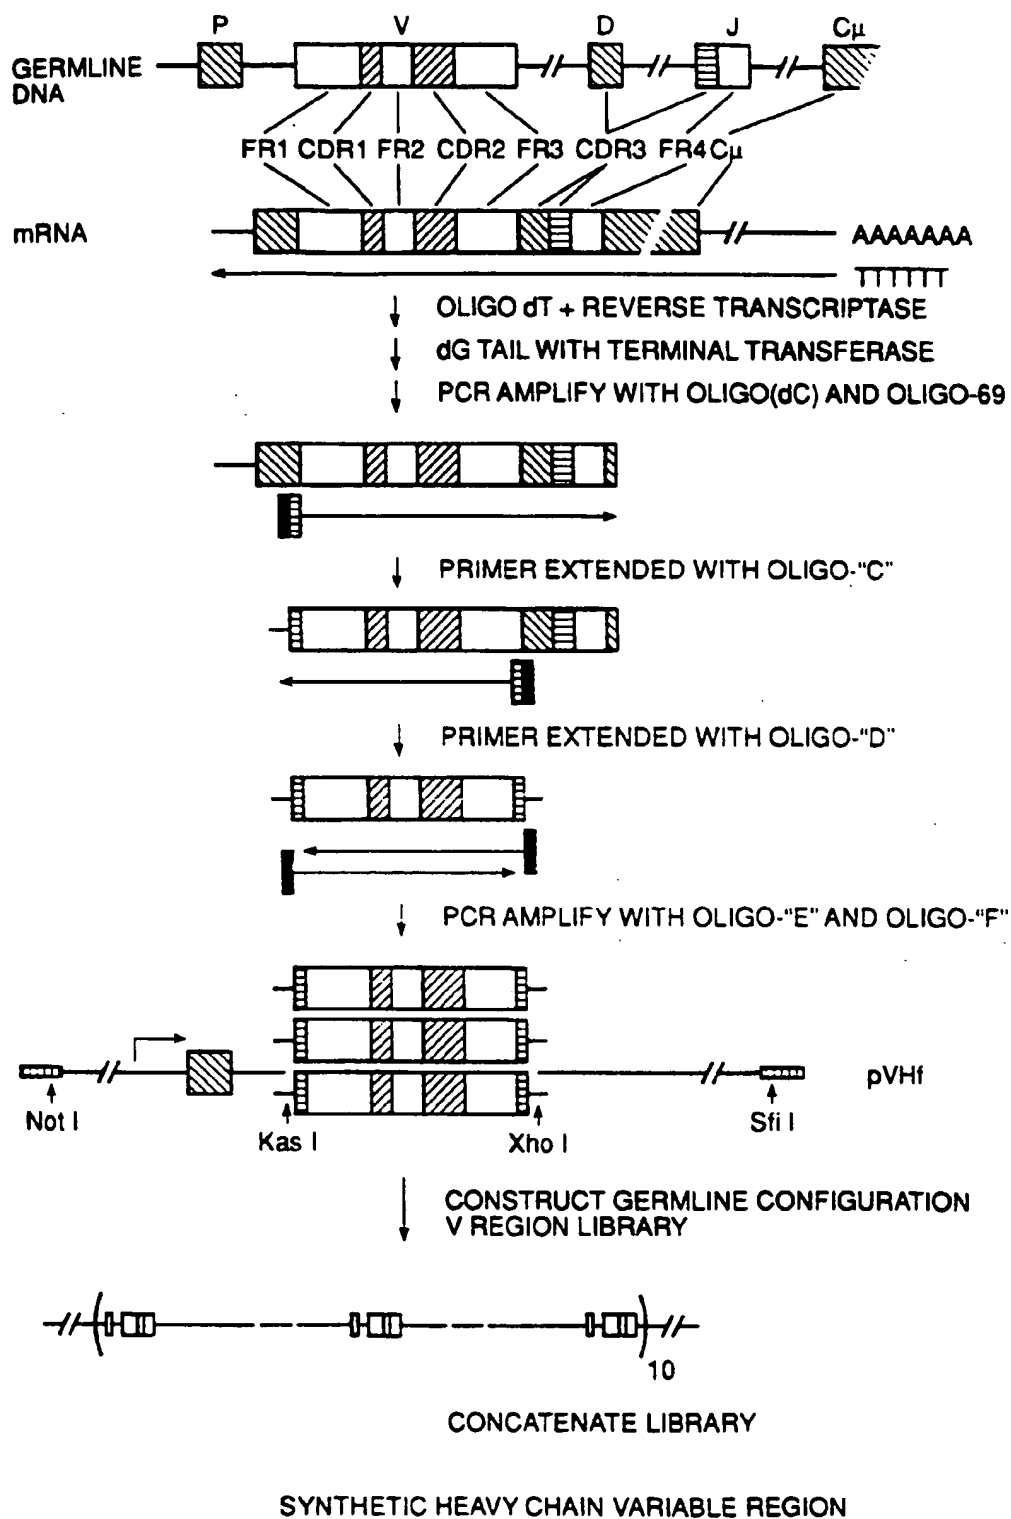 P V D J Cμ
GERMLINE
DNA
FR1 CDR1 FR2 CDR2 FR3 CDR3 FR4 Cμ
mRNA
AAAAAAA
TTTTTT
OLIGO dT + REVERSE TRANSCRIPTASE
dG TAIL WITH TERMINAL TRANSFERASE
PCR AMPLIFY WITH OLIGO(dC) AND OLIGO-69
PRIMER EXTENDED WITH OLIGO-"C"
PRIMER EXTENDED WITH OLIGO-"D"
PCR AMPLIFY WITH OLIGO-"E" AND OLIGO-"F"
pVHf
Not I Kas I Xho I Sfi I
CONSTRUCT GERMLINE CONFIGURATION
V REGION LIBRARY
10
CONCATENATE LIBRARY
SYNTHETIC HEAVY CHAIN VARIABLE REGION